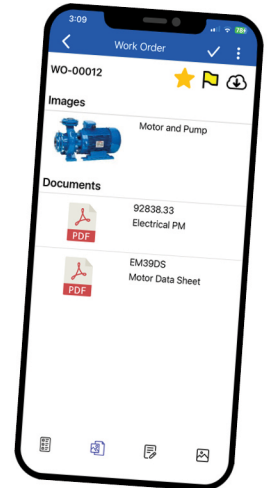 3:09
78
Work Order
WO-00012
Images
Motor and Pump
Documents
PDF
92838.33
Electrical PM
PDF
EM39DS
Motor Data Sheet